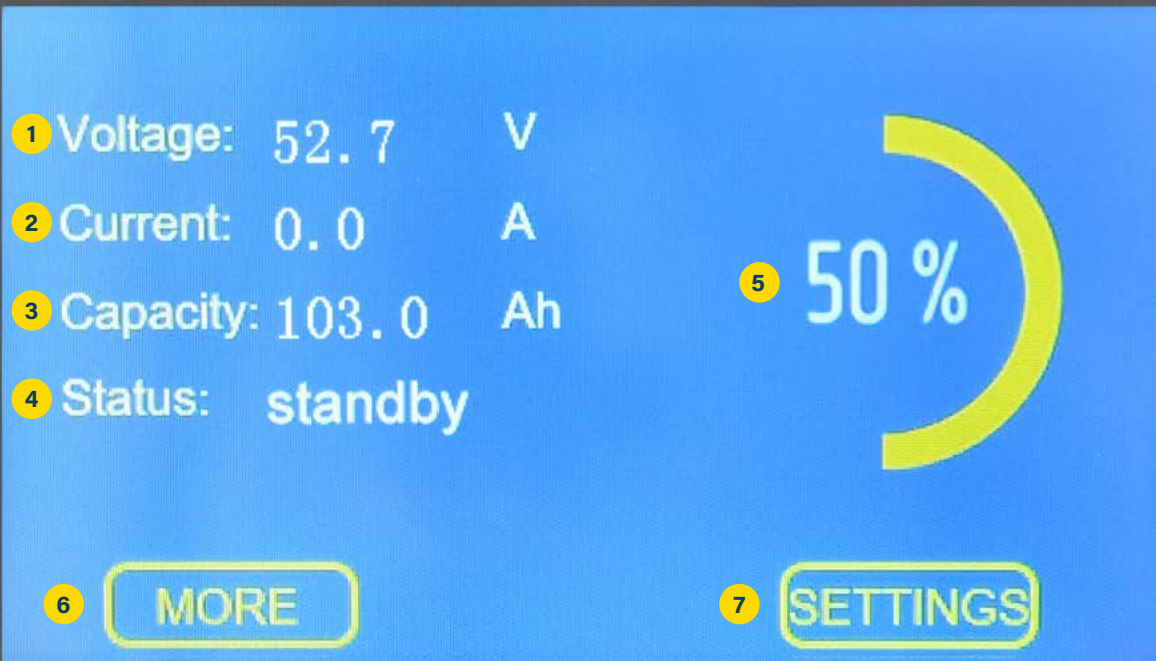 1 Voltage: 52.7 V
2 Current: 0.0 A
3 Capacity: 103.0 Ah
4 Status: standby
5 50 %
6 MORE
7 SETTINGS